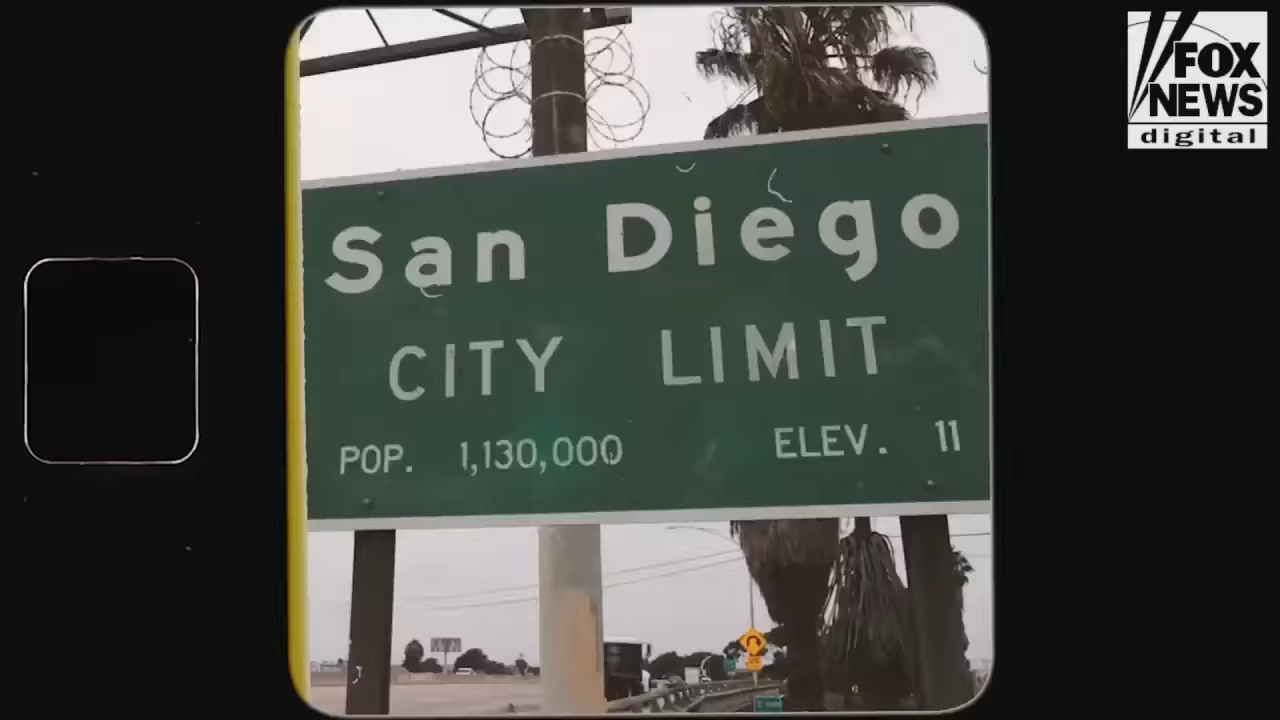 FOX
NEWS
digital
San Diego
CITY LIMIT
POP. 1,130,000 ELEV. 11